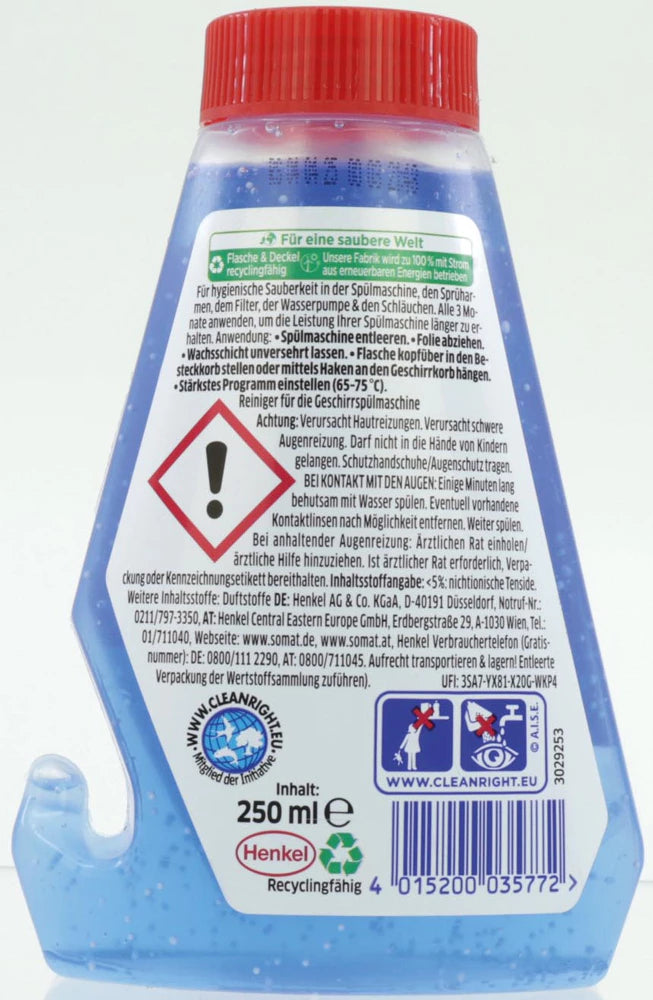 Für eine saubere Welt
Flasche & Deckel
recyclingfähig
Unsere Fabrik wird zu 100 % mit Strom
aus erneuerbaren Energien betrieben
Für hygienische Sauberkeit in der Spülmaschine, den Sprühar-
men, dem Filter, der Wasserpumpe & den Schläuchen. Alle 3 Mo-
nate anwenden, um die Leistung Ihrer Spülmaschine länger zu er-
halten. Anwendung: • Spülmaschine entleeren. • Folie abziehen.
• Wachsschicht unversehrt lassen. • Flasche kopfüber in den Be-
steckkorb stellen oder mittels Haken an den Geschirrkorb hängen.
• Stärkstes Programm einstellen (65-75 °C).
Reiniger für die Geschirrspülmaschine
Achtung: Verursacht Hautreizungen. Verursacht schwere
Augenreizung. Darf nicht in die Hände von Kindern
gelangen. Schutzhandschuhe/Augenschutz tragen.
BEI KONTAKT MIT DEN AUGEN: Einige Minuten lang
behutsam mit Wasser spülen. Eventuell vorhandene
Kontaktlinsen nach Möglichkeit entfernen. Weiter spülen.
Bei anhaltender Augenreizung: Ärztlichen Rat einholen/
ärztliche Hilfe hinzuziehen. Ist ärztlicher Rat erforderlich, Verpa-
ckung oder Kennzeichnungsetikett bereithalten. Inhaltsstoffangabe: <5%: nichtionische Tenside.
Weitere Inhaltsstoffe: Duftstoffe DE: Henkel AG & Co. KGaA, D-40191 Düsseldorf, Notruf-Nr.:
0211/797-3350, AT: Henkel Central Eastern Europe GmbH, Erdbergstraße 29, A-1030 Wien, Tel.:
01/711040, Webseite: www.somat.de, www.somat.at, Henkel Verbrauchertelefon (Gratis-
nummer): DE: 0800/111 2290, AT: 0800/711045. Aufrecht transportieren & lagern! Entleerte
Verpackung der Wertstoffsammlung zuführen).
UFI: 3SA7-YX81-X20G-WKP4
• WWW.CLEANRIGHT.EU •
Mitglied der Initiative
WWW.CLEANRIGHT.EU
© A.I.S.E.
3029253
Inhalt:
250 ml ℮
Henkel
Recyclingfähig
4 015200 035772 >